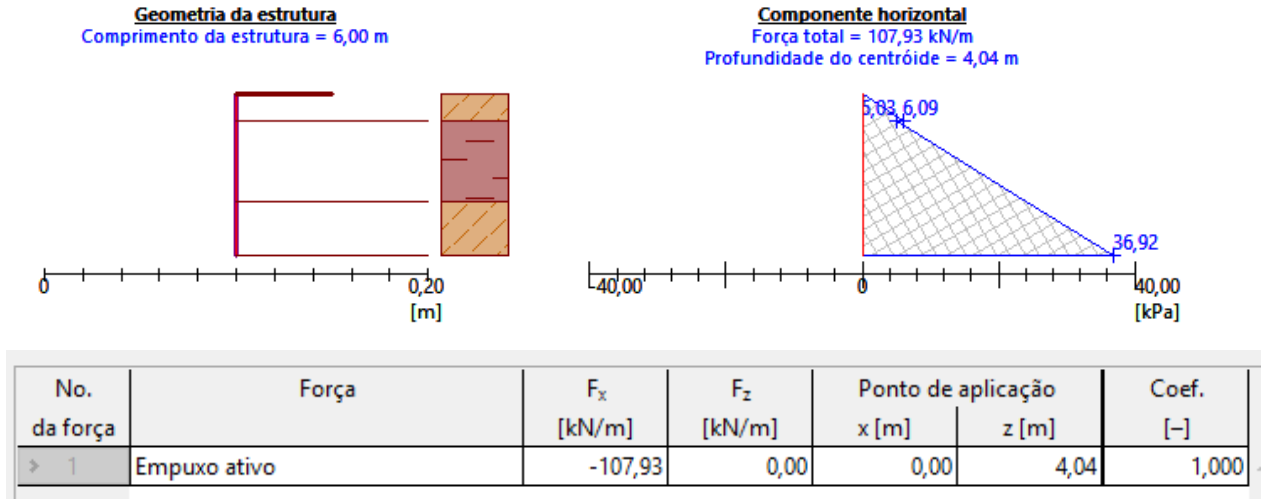 Geometria da estrutura
Comprimento da estrutura = 6,00 m
0
0,20
[m]
Componente horizontal
Força total = 107,93 kN/m
Profundidade do centróide = 4,04 m
5,03 6,09
36,92
-40,00
0
40,00
[kPa]
No. da força
Força
Fx [kN/m]
Fz [kN/m]
Ponto de aplicação
x [m]
z [m]
Coef. [–]
> 1
Empuxo ativo
-107,93
0,00
0,00
4,04
1,000